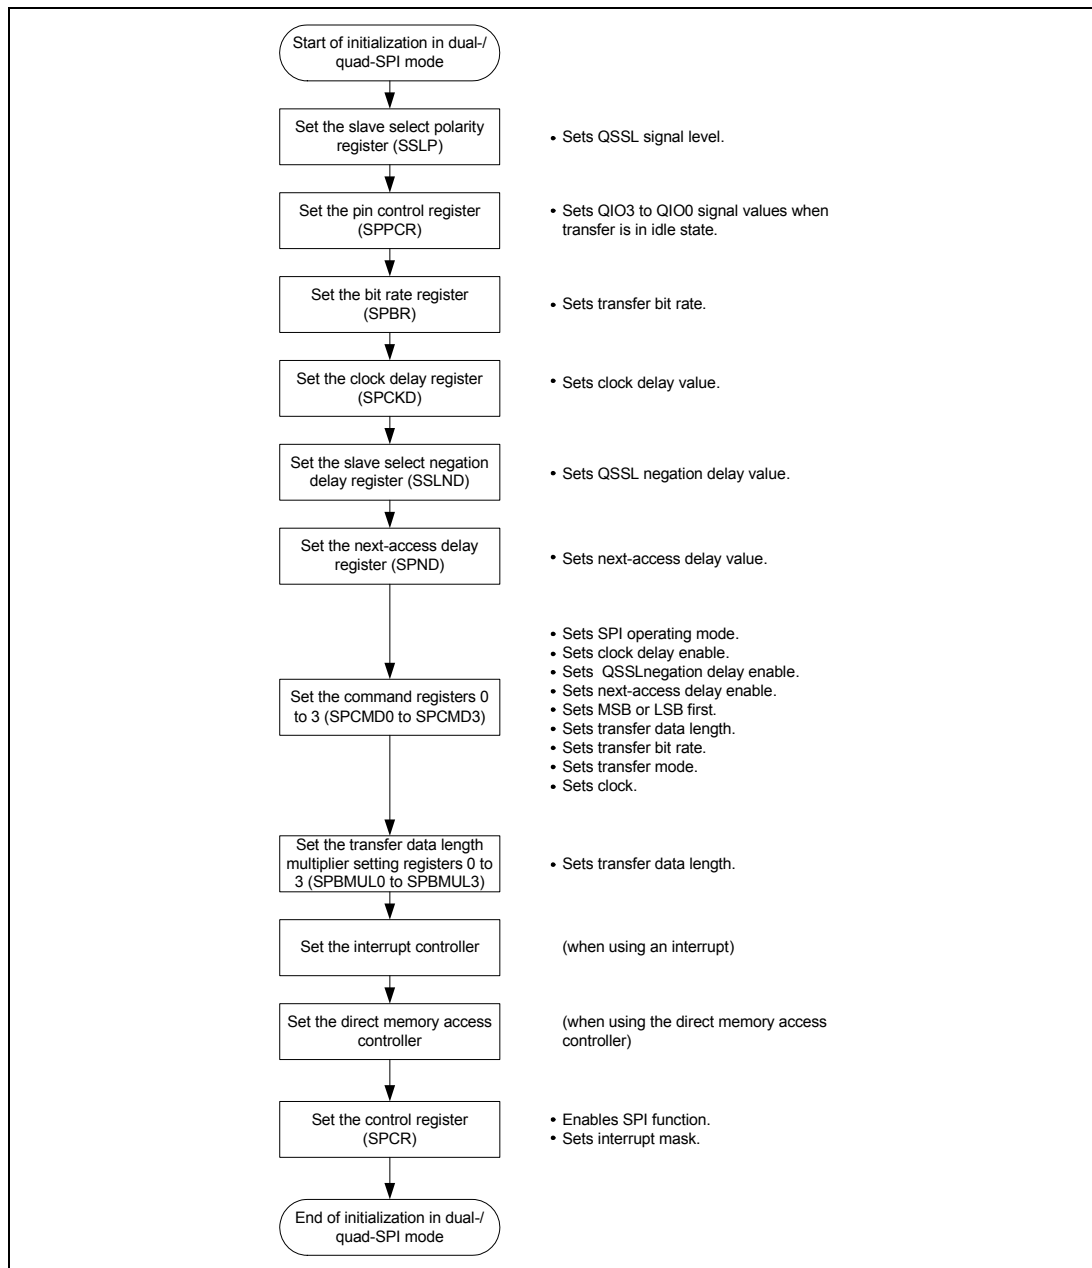 Start of initialization in dual-/
quad-SPI mode
Set the slave select polarity
register (SSLP)
• Sets QSSL signal level.
Set the pin control register
(SPPCR)
• Sets QIO3 to QIO0 signal values when
transfer is in idle state.
Set the bit rate register
(SPBR)
• Sets transfer bit rate.
Set the clock delay register
(SPCKD)
• Sets clock delay value.
Set the slave select negation
delay register (SSLND)
• Sets QSSL negation delay value.
Set the next-access delay
register (SPND)
• Sets next-access delay value.
Set the command registers 0
to 3 (SPCMD0 to SPCMD3)
• Sets SPI operating mode.
• Sets clock delay enable.
• Sets  QSSLnegation delay enable.
• Sets next-access delay enable.
• Sets MSB or LSB first.
• Sets transfer data length.
• Sets transfer bit rate.
• Sets transfer mode.
• Sets clock.
Set the transfer data length
multiplier setting registers 0 to
3 (SPBMUL0 to SPBMUL3)
• Sets transfer data length.
Set the interrupt controller
(when using an interrupt)
Set the direct memory access
controller
(when using the direct memory access
controller)
Set the control register
(SPCR)
• Enables SPI function.
• Sets interrupt mask.
End of initialization in dual-/
quad-SPI mode